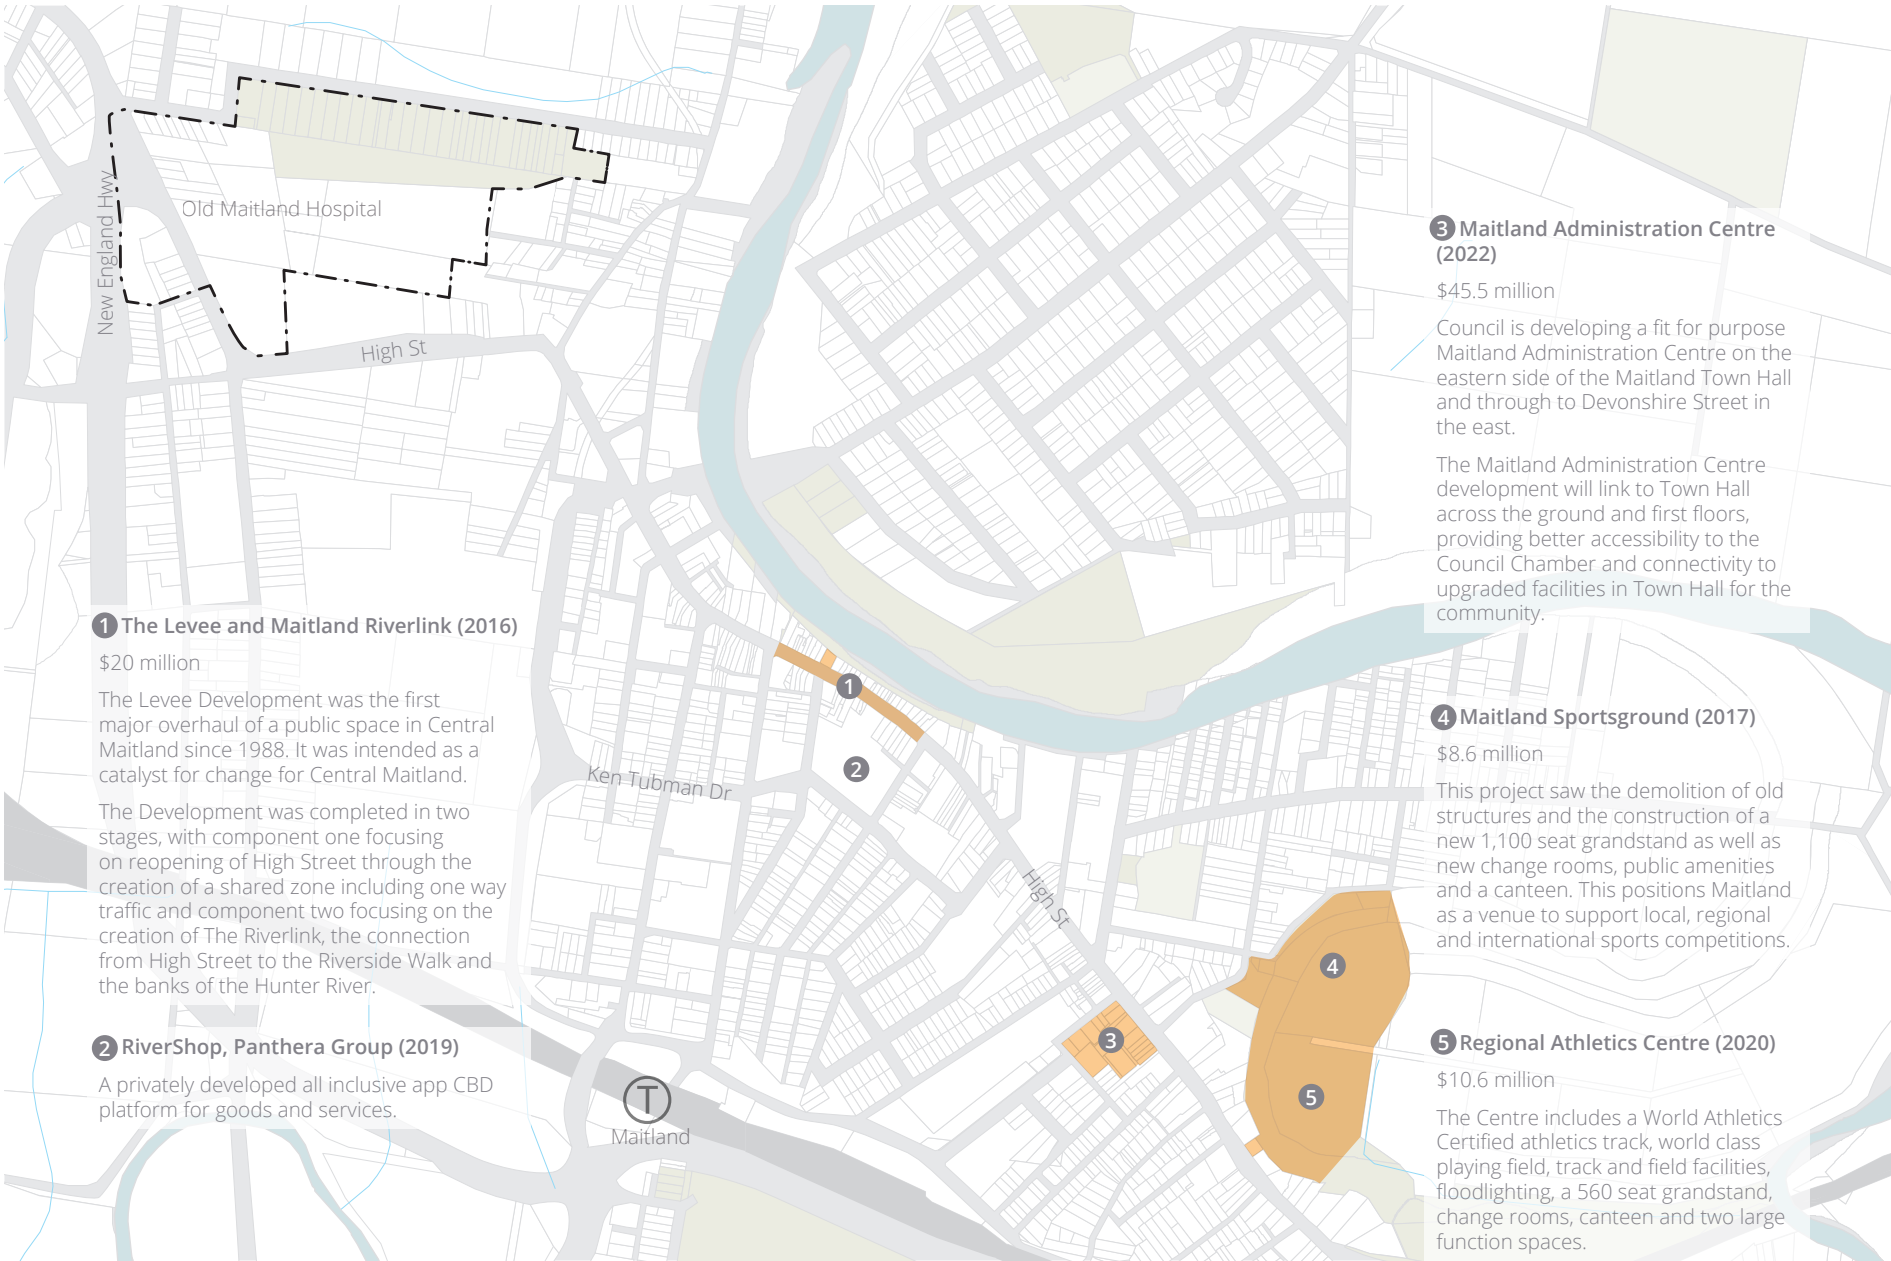 Old Maitland Hospital
New England Hwy
High St
1 The Levee and Maitland Riverlink (2016)
$20 million
The Levee Development was the first
major overhaul of a public space in Central
Maitland since 1988. It was intended as a
catalyst for change for Central Maitland.
The Development was completed in two
stages, with component one focusing
on reopening of High Street through the
creation of a shared zone including one way
traffic and component two focusing on the
creation of The Riverlink, the connection
from High Street to the Riverside Walk and
the banks of the Hunter River.
2 RiverShop, Panthera Group (2019)
A privately developed all inclusive app CBD
platform for goods and services.
1
2
Ken Tubman Dr
High St
3
4
5
T
Maitland
3 Maitland Administration Centre
(2022)
$45.5 million
Council is developing a fit for purpose
Maitland Administration Centre on the
eastern side of the Maitland Town Hall
and through to Devonshire Street in
the east.
The Maitland Administration Centre
development will link to Town Hall
across the ground and first floors,
providing better accessibility to the
Council Chamber and connectivity to
upgraded facilities in Town Hall for the
community.
4 Maitland Sportsground (2017)
$8.6 million
This project saw the demolition of old
structures and the construction of a
new 1,100 seat grandstand as well as
new change rooms, public amenities
and a canteen. This positions Maitland
as a venue to support local, regional
and international sports competitions.
5 Regional Athletics Centre (2020)
$10.6 million
The Centre includes a World Athletics
Certified athletics track, world class
playing field, track and field facilities,
floodlighting, a 560 seat grandstand,
change rooms, canteen and two large
function spaces.